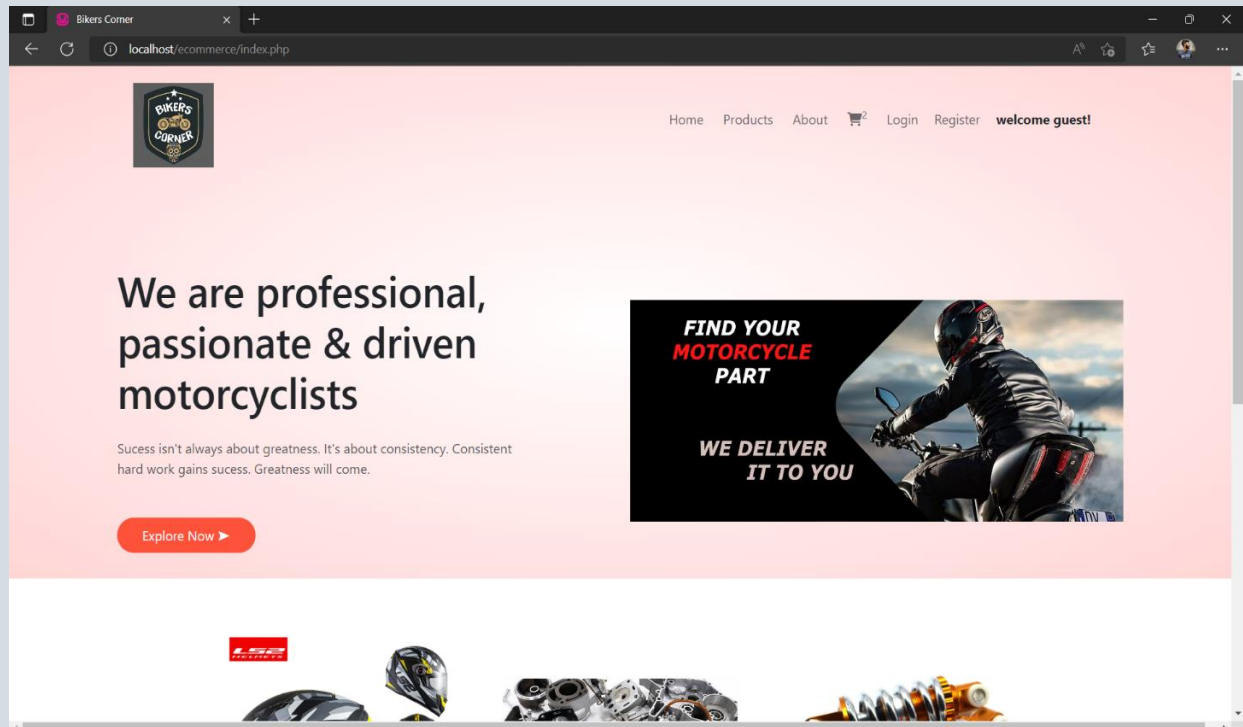 Bikers Corner
localhost/ecommerce/index.php
BIKERS
CORNER
Home Products About 2 Login Register welcome guest!
We are professional,
passionate & driven
motorcyclists
Sucess isn't always about greatness. It's about consistency. Consistent
hard work gains sucess. Greatness will come.
Explore Now ➤
FIND YOUR
MOTORCYCLE
PART
WE DELIVER
IT TO YOU
LS2
HELMETS